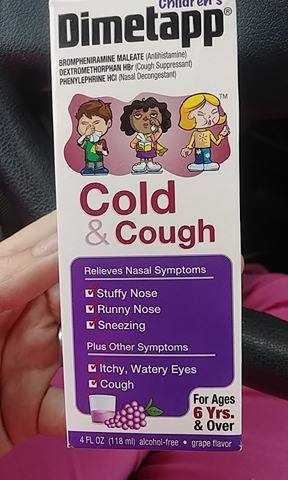 Children's
Dimetapp®
BROMPHENIRAMINE MALEATE (Antihistamine)
DEXTROMETHORPHAN HBr (Cough Suppressant)
PHENYLEPHRINE HCl (Nasal Decongestant)
TM
Cold
& Cough
Relieves Nasal Symptoms
Stuffy Nose
Runny Nose
Sneezing
Plus Other Symptoms
Itchy, Watery Eyes
Cough
For Ages
6 Yrs.
& Over
4 FL OZ (118 ml) alcohol-free • grape flavor